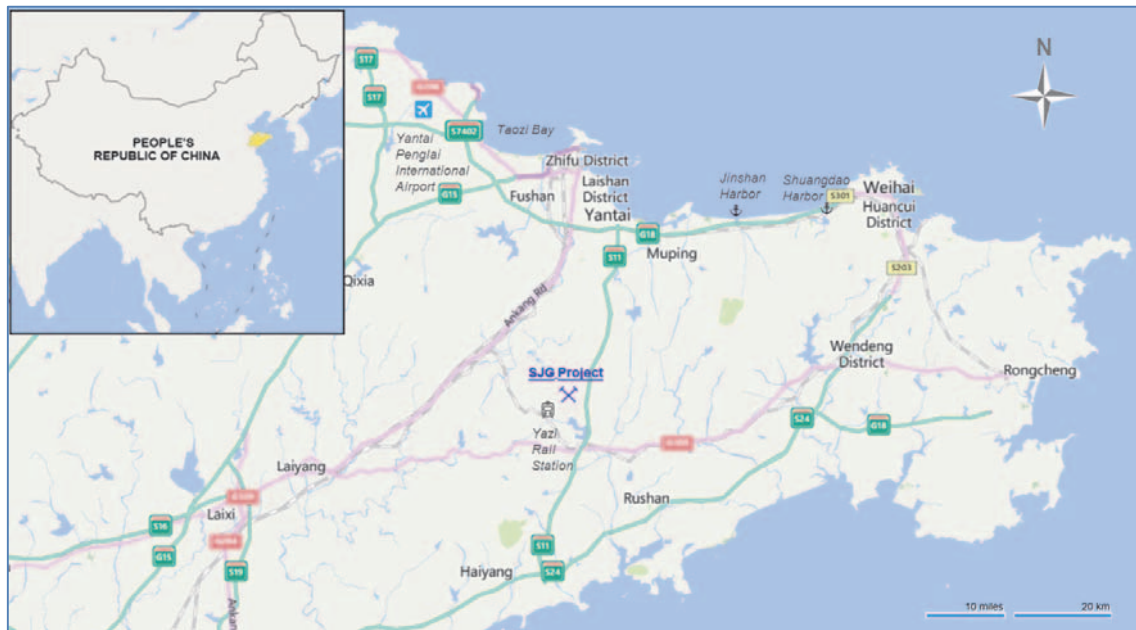 PEOPLE'S
REPUBLIC OF CHINA
N
S17
S17
S7402
Taozi Bay
Yantai
Penglai
International
Airport
G15
Zhifu District
Fushan
Laishan
District
Yantai
Jinshan
Harbor
Shuangdao
Harbor
S301
Weihai
Huancui
District
G18
S11
Muping
S203
Qixia
Ankang Rd
SJG Project
Yazi
Rail
Station
Wendeng
District
Rongcheng
S24
G18
Laiyang
Rushan
Laixi
S16
G15
S19
S11
S24
Haiyang
Ankan
10 miles
20 km